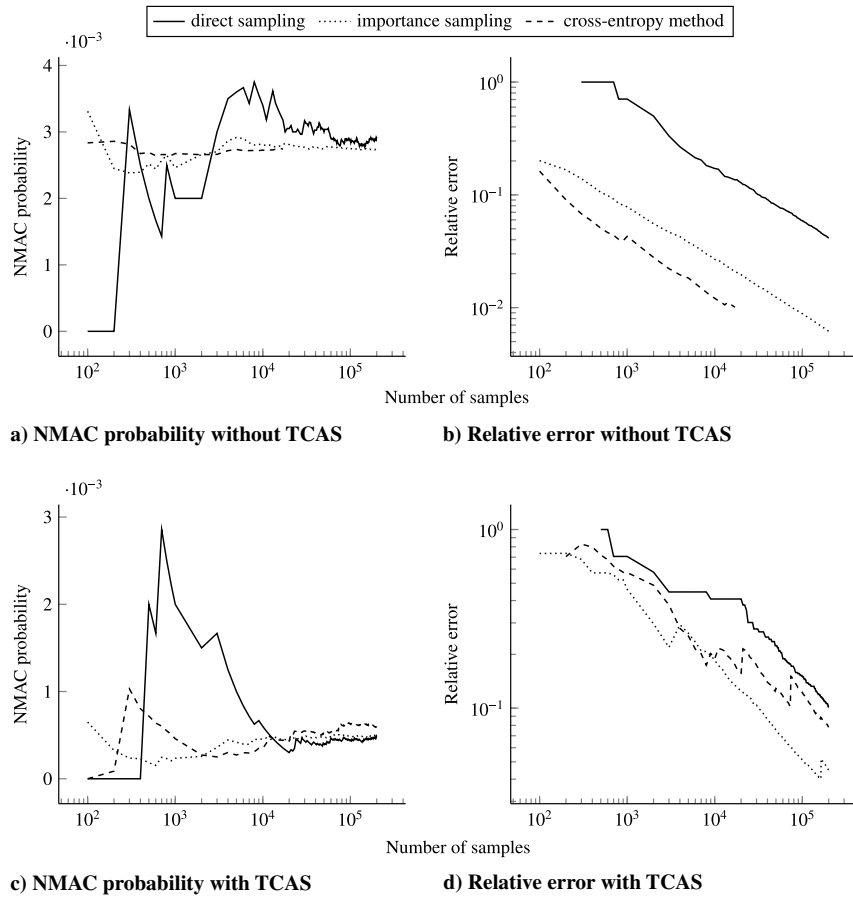 direct sampling importance sampling cross-entropy method
·10⁻³
4
3
2
1
0
NMAC probability
10² 10³ 10⁴ 10⁵
10⁰
10⁻¹
10⁻²
Relative error
10² 10³ 10⁴ 10⁵
Number of samples
a) NMAC probability without TCAS
b) Relative error without TCAS
·10⁻³
3
2
1
0
NMAC probability
10² 10³ 10⁴ 10⁵
10⁰
10⁻¹
Relative error
10² 10³ 10⁴ 10⁵
Number of samples
c) NMAC probability with TCAS
d) Relative error with TCAS